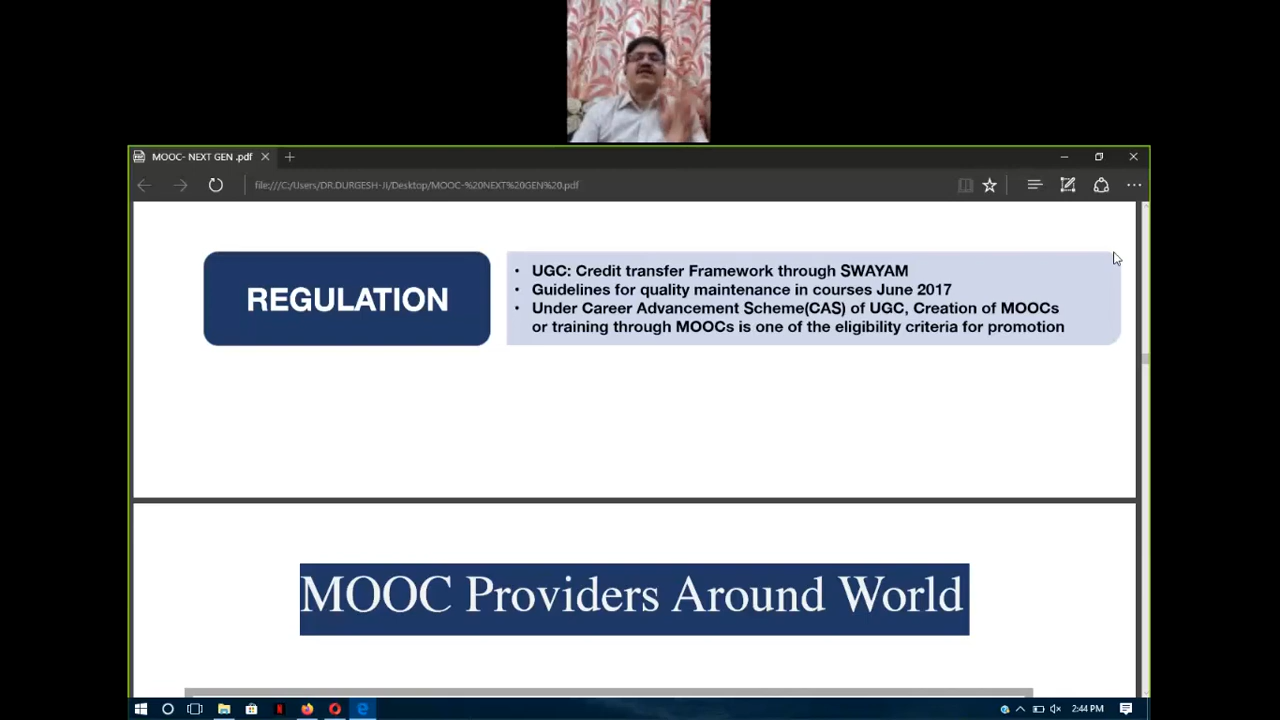 MOOC- NEXT GEN .pdf
file:///C:/Users/DR.DURGESH-JI/Desktop/MOOC-%20NEXT%20GEN%20.pdf
REGULATION
• UGC: Credit transfer Framework through SWAYAM
• Guidelines for quality maintenance in courses June 2017
• Under Career Advancement Scheme(CAS) of UGC, Creation of MOOCs
or training through MOOCs is one of the eligibility criteria for promotion
MOOC Providers Around World
2:44 PM